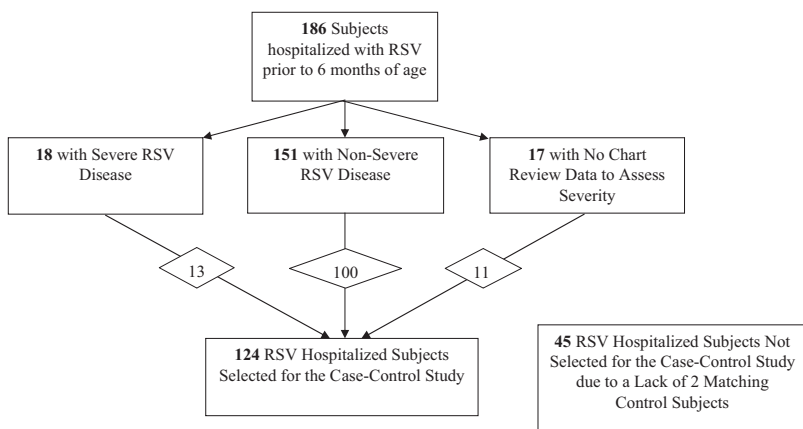 186 Subjects
hospitalized with RSV
prior to 6 months of age
18 with Severe RSV
Disease
151 with Non-Severe
RSV Disease
17 with No Chart
Review Data to Assess
Severity
13
100
11
124 RSV Hospitalized Subjects
Selected for the Case-Control Study
45 RSV Hospitalized Subjects Not
Selected for the Case-Control Study
due to a Lack of 2 Matching
Control Subjects